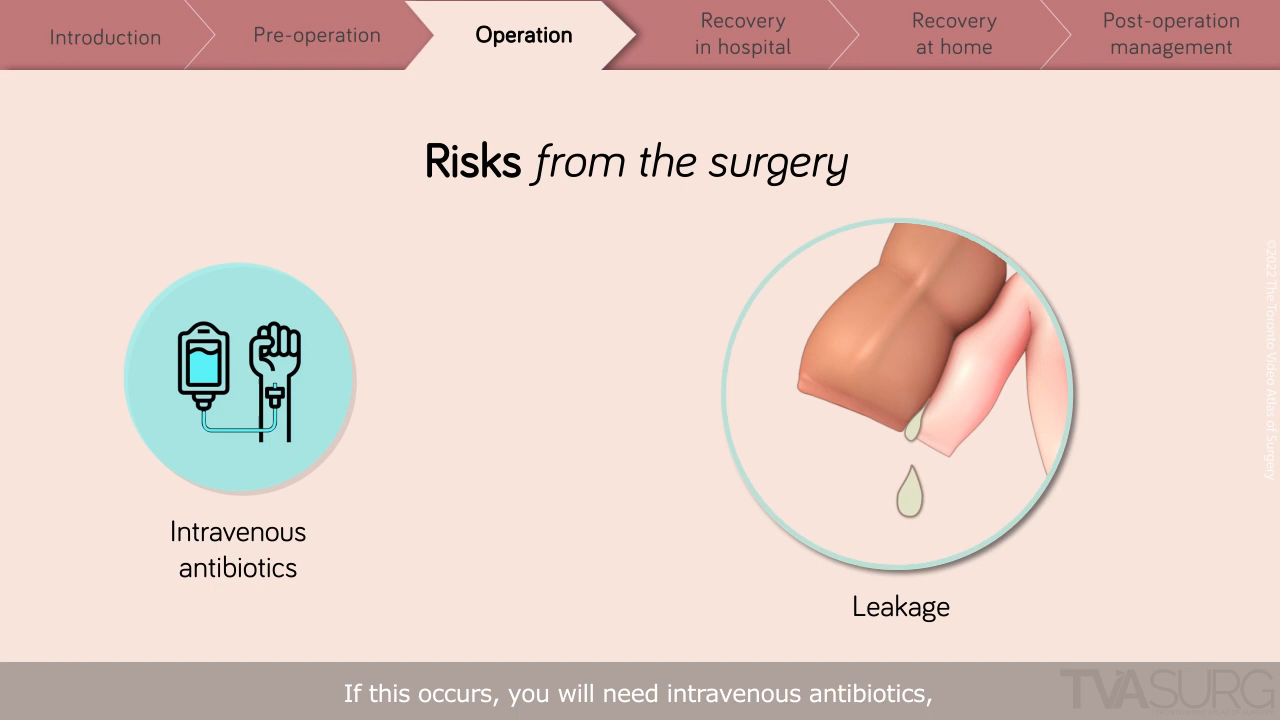 Introduction
Pre-operation
Operation
Recovery
in hospital
Recovery
at home
Post-operation
management
Risks from the surgery
Intravenous
antibiotics
Leakage
©2022 The Toronto Video Atlas of Surgery
If this occurs, you will need intravenous antibiotics,
TVASURG